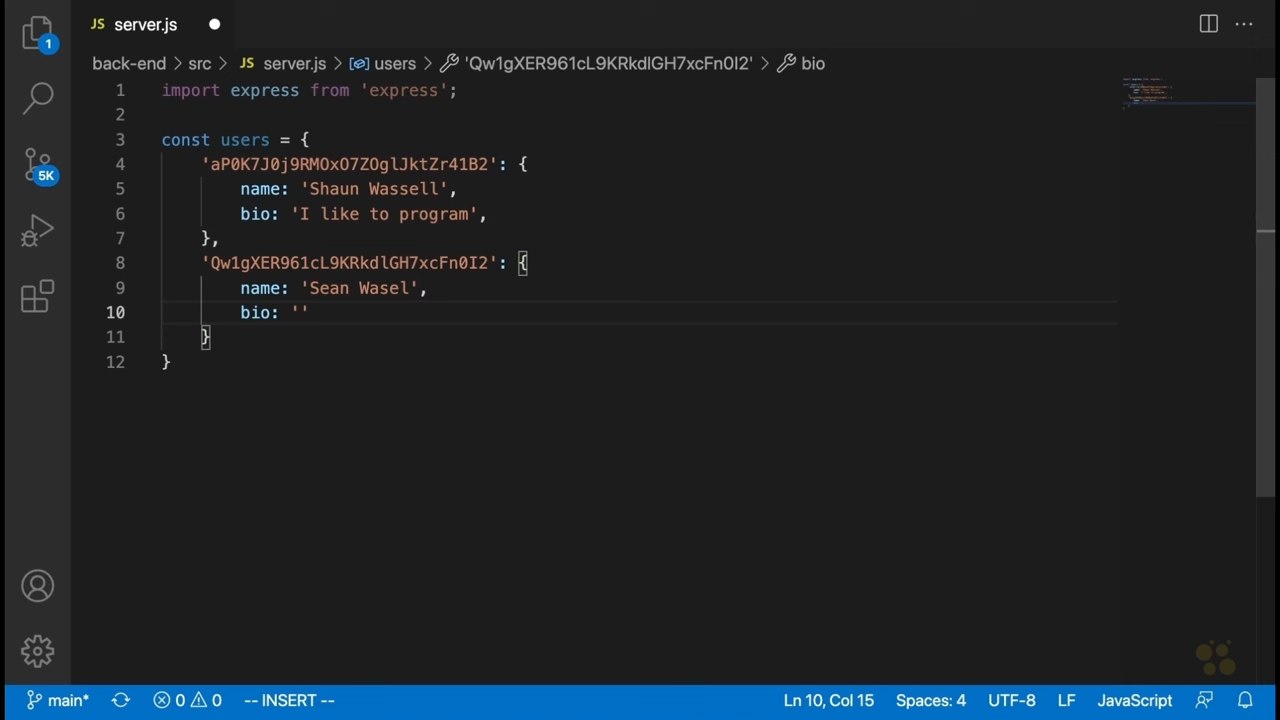 1
JS server.js
back-end src JS server.js users 'Qw1gXER961cL9KRkdlGH7xcFn0I2' bio
1 import express from 'express';
2
3 const users = {
4 'aP0K7J0j9RMOxO7ZOglJktZr41B2': {
5 name: 'Shaun Wassell',
6 bio: 'I like to program',
7 },
8 'Qw1gXER961cL9KRkdlGH7xcFn0I2': {
9 name: 'Sean Wasel',
10 bio: ''
11 }
12 }
5K
main* 0 0 -- INSERT -- Ln 10, Col 15 Spaces: 4 UTF-8 LF JavaScript